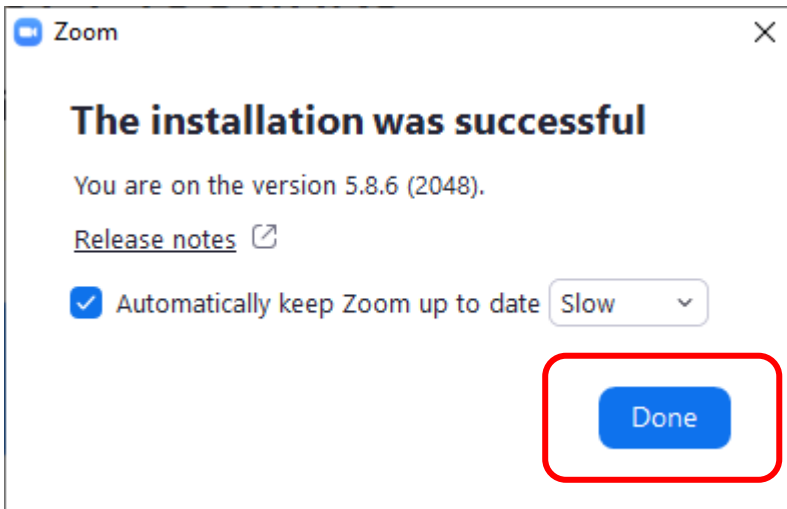 Zoom
The installation was successful
You are on the version 5.8.6 (2048).
Release notes
Automatically keep Zoom up to date Slow
Done